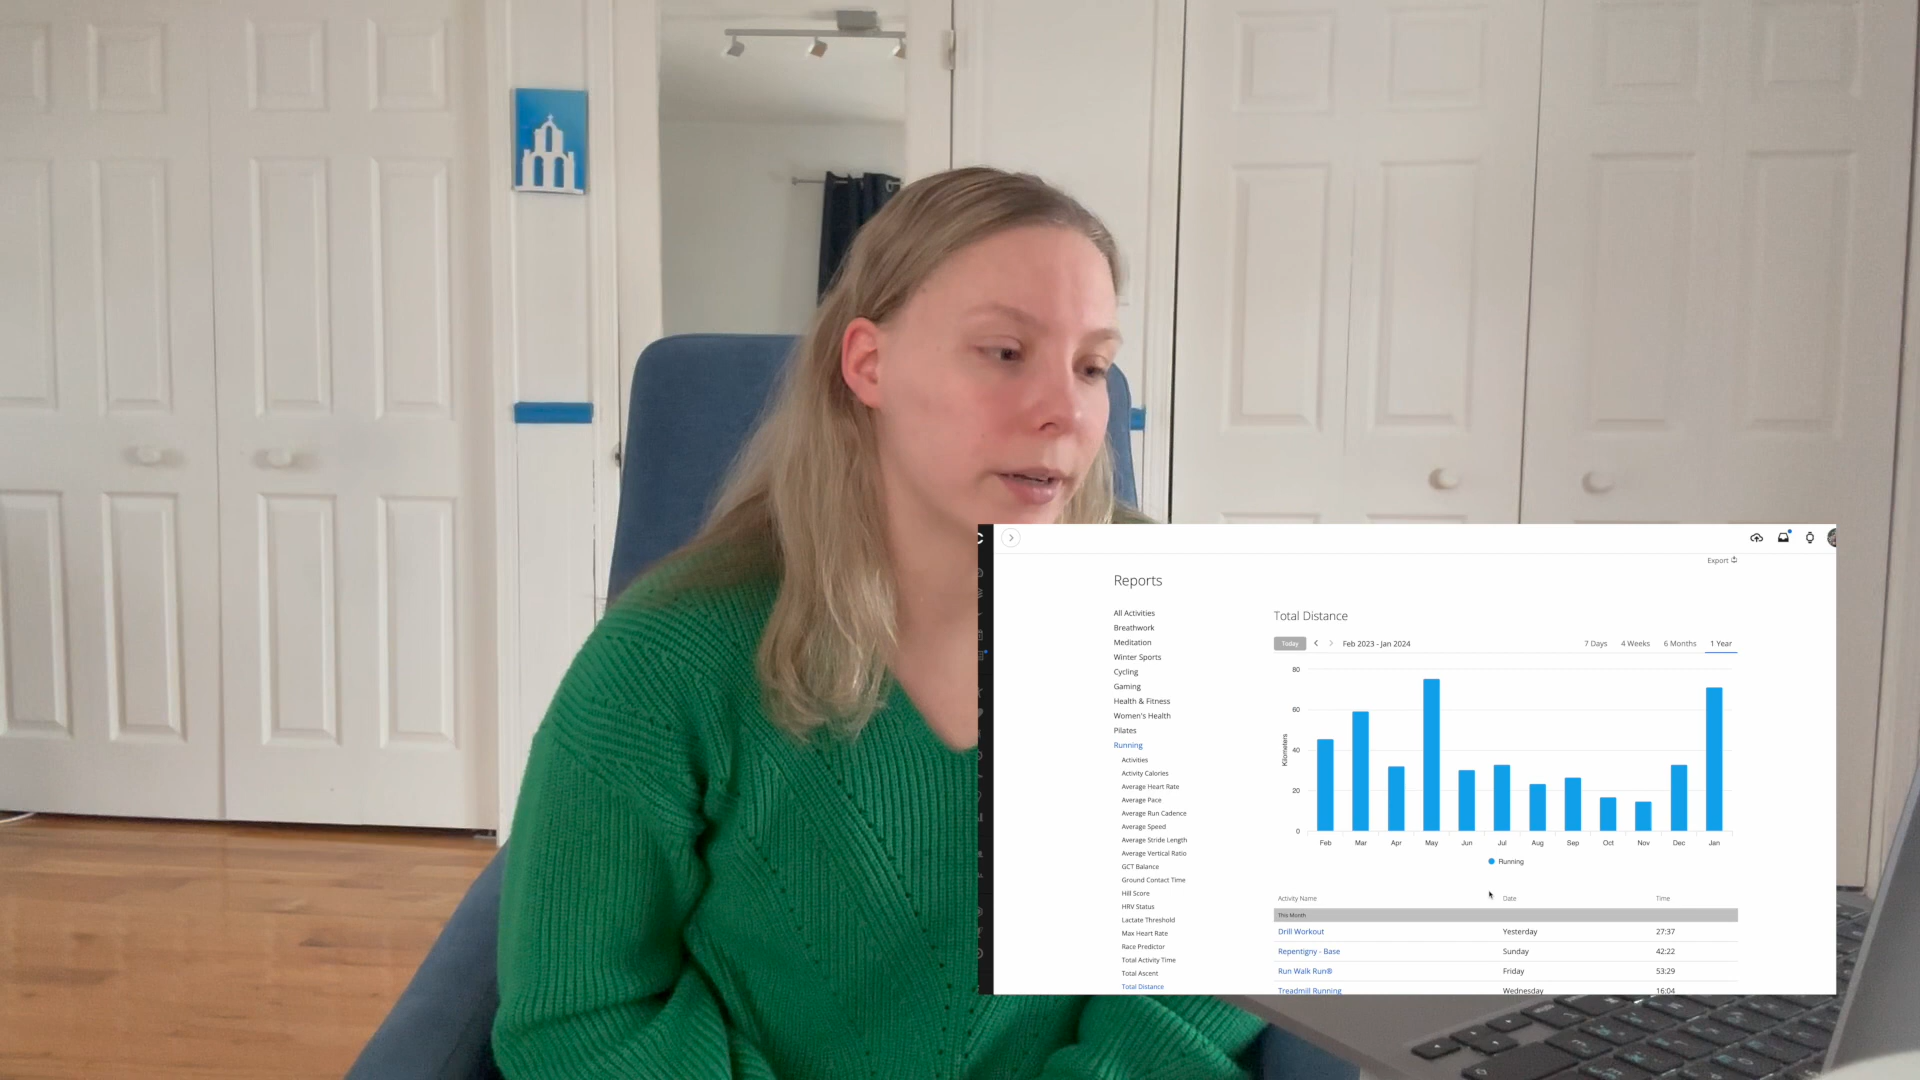 Export
Reports
All Activities
Breathwork
Meditation
Winter Sports
Cycling
Gaming
Health & Fitness
Women's Health
Pilates
Running
Activities
Activity Calories
Average Heart Rate
Average Pace
Average Run Cadence
Average Speed
Average Stride Length
Average Vertical Ratio
GCT Balance
Ground Contact Time
Hill Score
HRV Status
Lactate Threshold
Max Heart Rate
Race Predictor
Total Activity Time
Total Ascent
Total Distance
Total Distance
Today Feb 2023 - Jan 2024 7 Days 4 Weeks 6 Months 1 Year
80
60
40
20
0
Kilometers
Feb Mar Apr May Jun Jul Aug Sep Oct Nov Dec Jan
Running
Activity Name Date Time
This Month
Drill Workout Yesterday 27:37
Repentigny - Base Sunday 42:22
Run Walk Run® Friday 53:29
Treadmill Running Wednesday 16:04